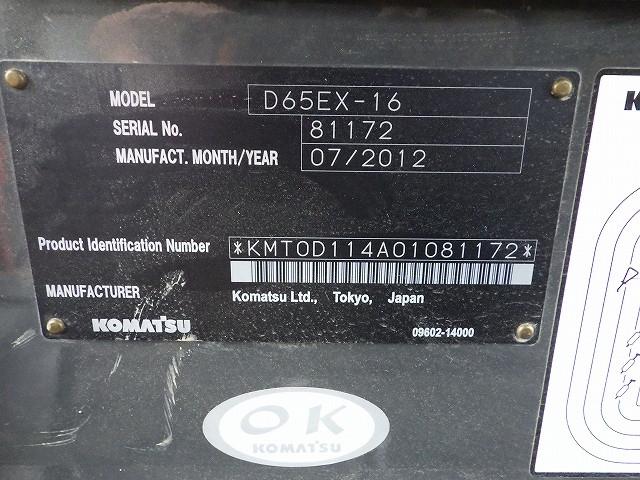 MODEL D65EX-16
SERIAL No. 81172
MANUFACT. MONTH/YEAR 07/2012
Product Identification Number *KMT0D114A01081172*
MANUFACTURER Komatsu Ltd., Tokyo, Japan
KOMATSU 09602-14000
OK
KOMATSU
K